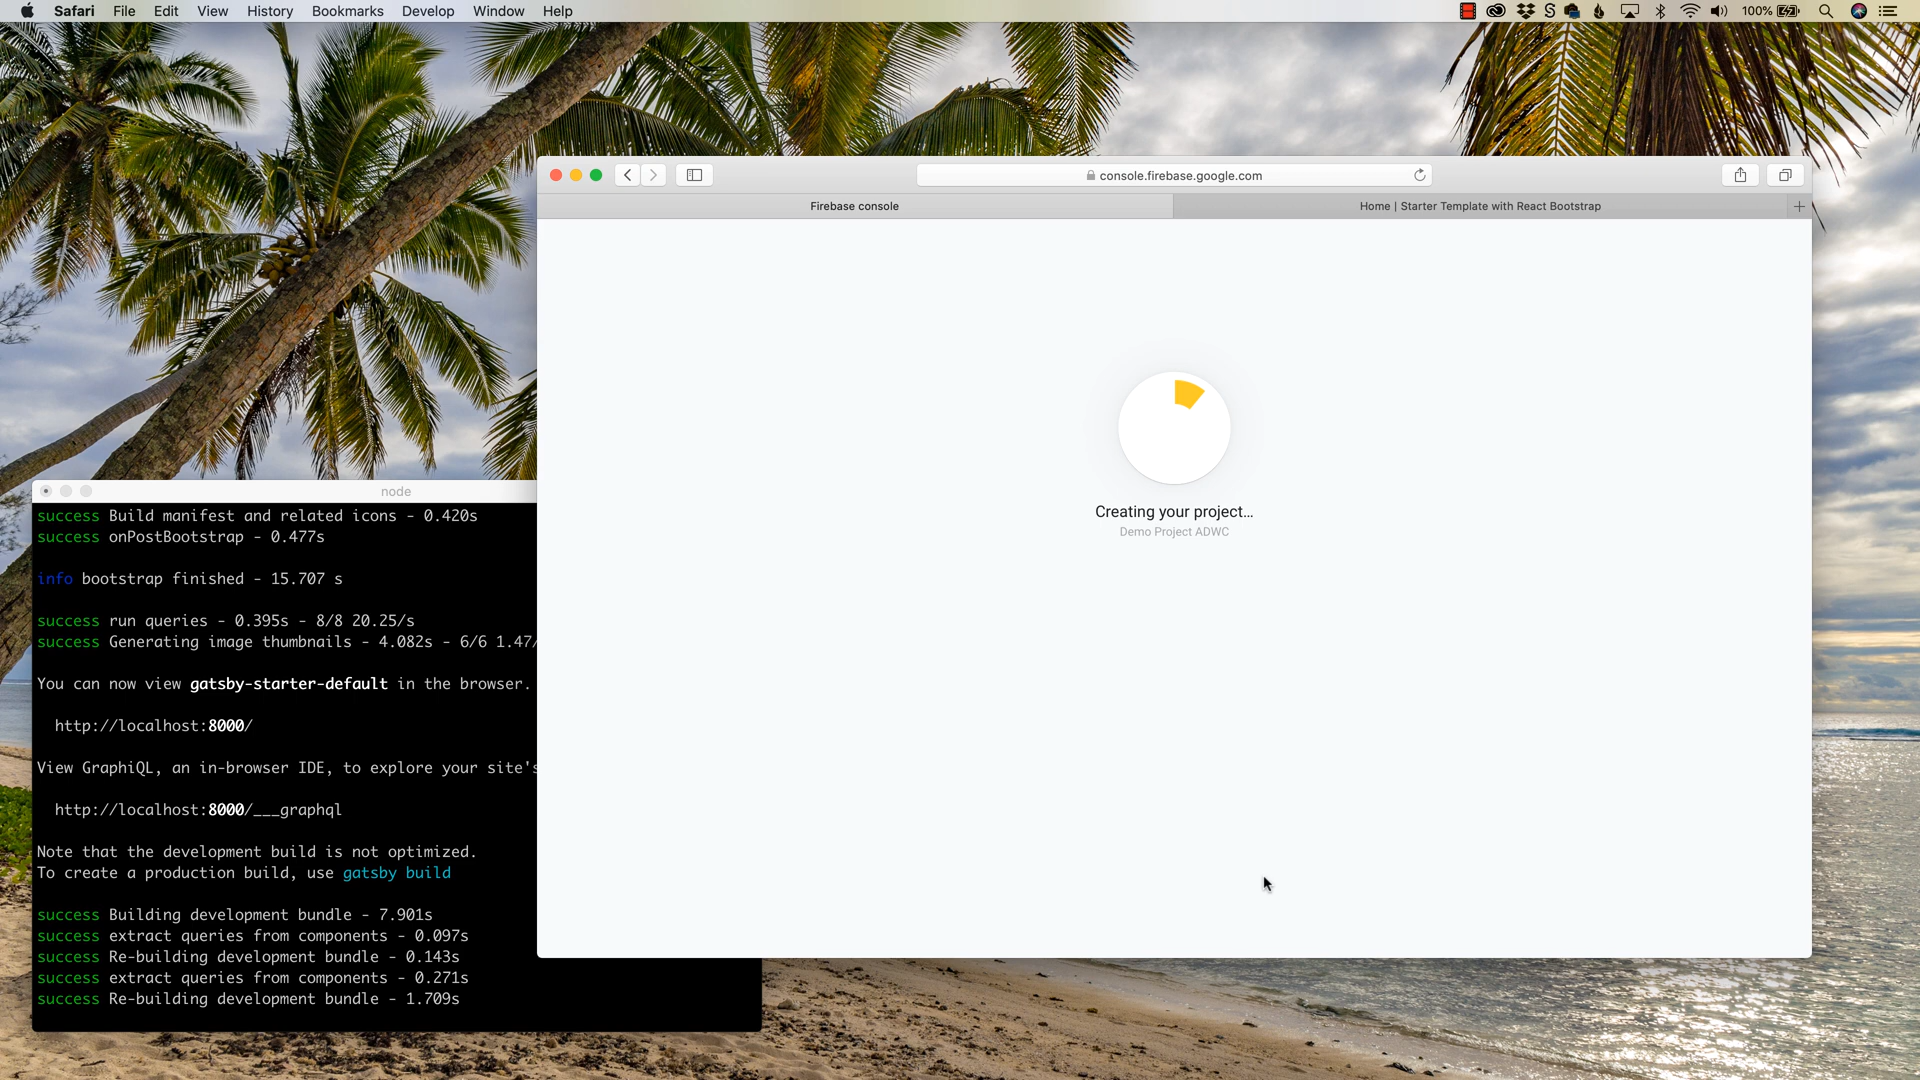 Safari File Edit View History Bookmarks Develop Window Help
100%
console.firebase.google.com
Firebase console
Home | Starter Template with React Bootstrap
Creating your project...
Demo Project ADWC
node
success Build manifest and related icons - 0.420s
success onPostBootstrap - 0.477s
info bootstrap finished - 15.707 s
success run queries - 0.395s - 8/8 20.25/s
success Generating image thumbnails - 4.082s - 6/6 1.47/
You can now view gatsby-starter-default in the browser.
http://localhost:8000/
View GraphiQL, an in-browser IDE, to explore your site's
http://localhost:8000/___graphql
Note that the development build is not optimized.
To create a production build, use gatsby build
success Building development bundle - 7.901s
success extract queries from components - 0.097s
success Re-building development bundle - 0.143s
success extract queries from components - 0.271s
success Re-building development bundle - 1.709s